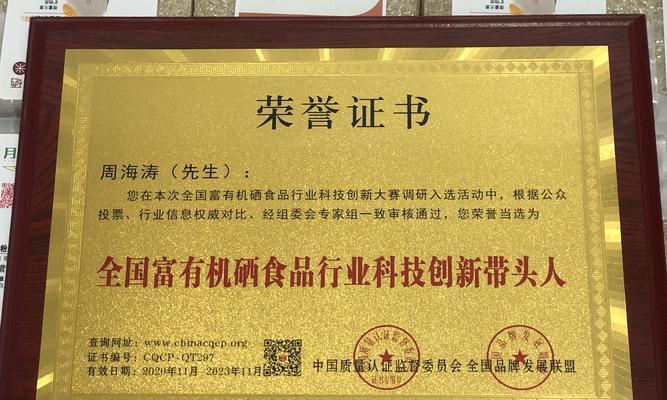 荣誉证书
周海涛（先生）：
您在本次全国富有机硒食品行业科技创新大赛调研入选活动中，根据公众
投票、行业信息权威对比、经组委会专家组一致审核通过，您荣誉当选为
全国富有机硒食品行业科技创新带头人
查询网址：www.chinacqcp.org
证书编号：CQCP-QT297
有效日期：2020年11月-2023年11月
中国质量认证监督委员会 全国品牌发展联盟